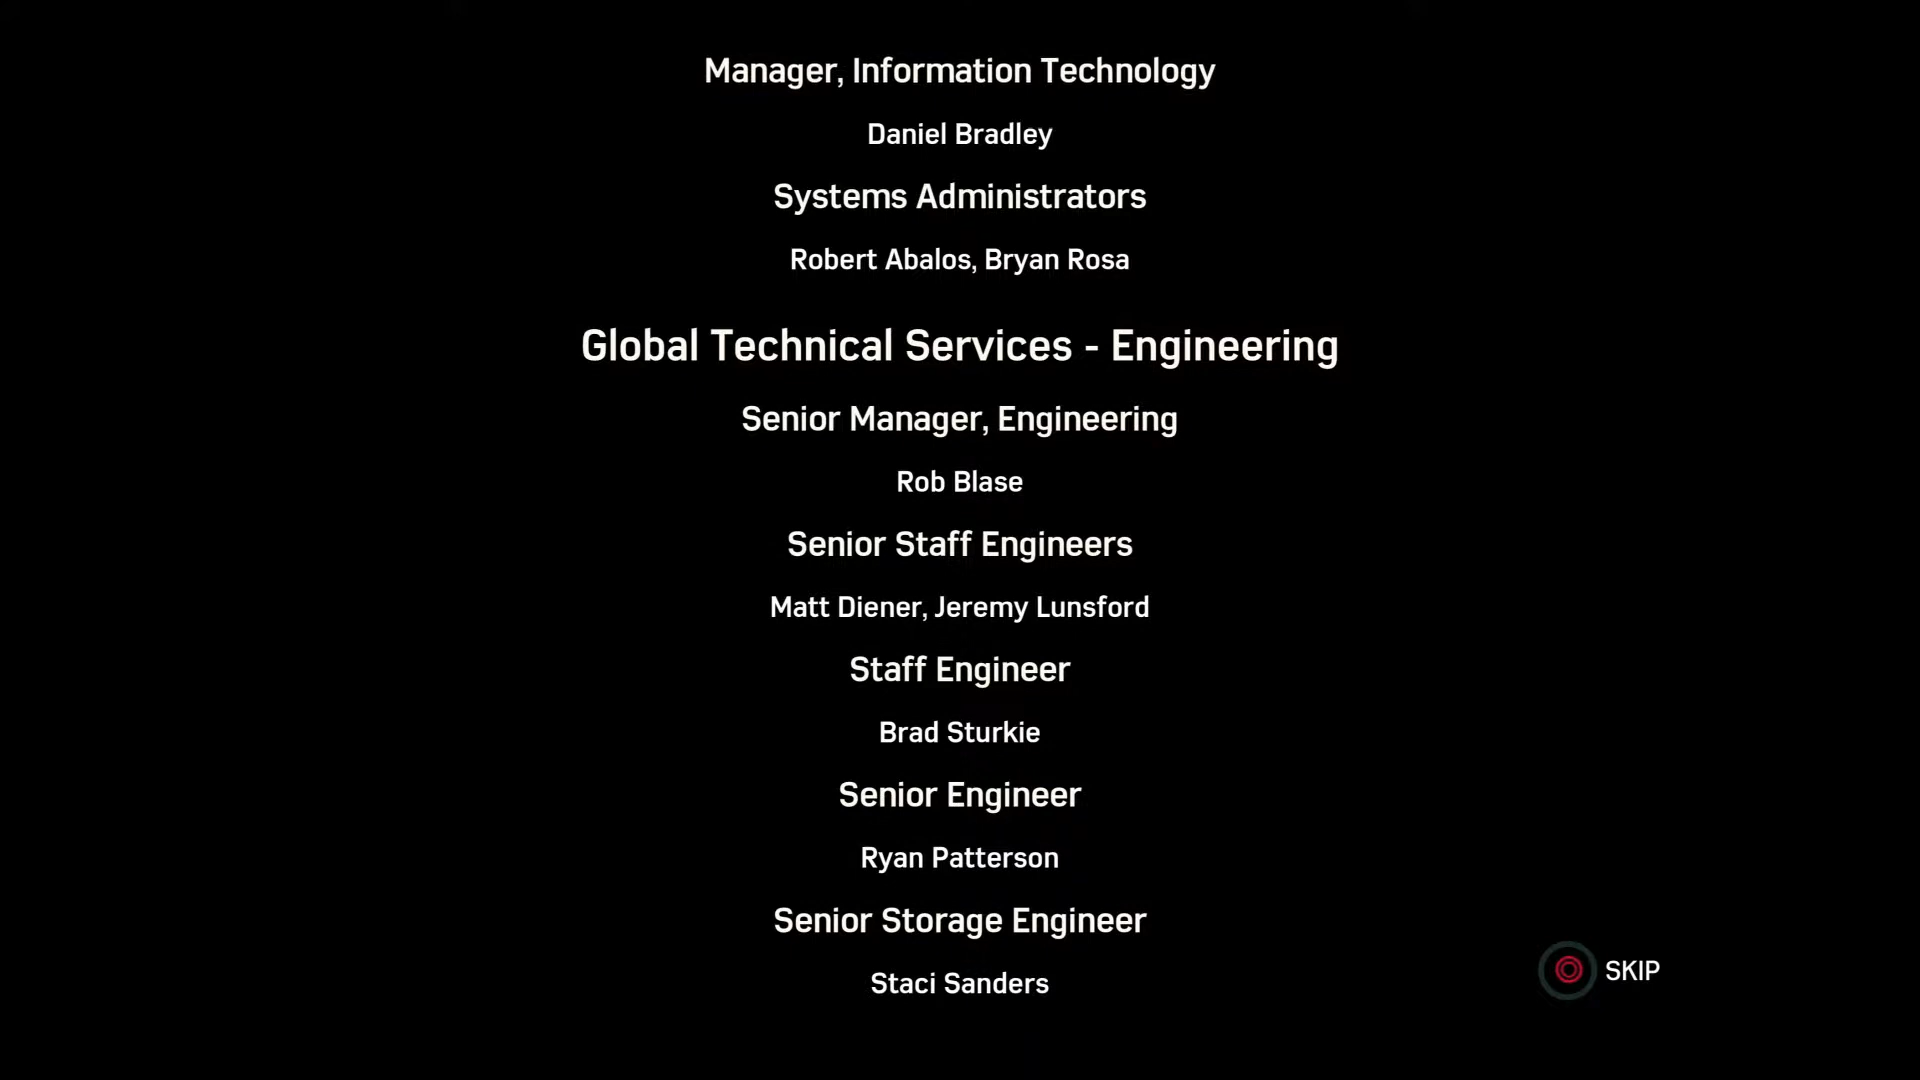 Manager, Information Technology
Daniel Bradley
Systems Administrators
Robert Abalos, Bryan Rosa
Global Technical Services - Engineering
Senior Manager, Engineering
Rob Blase
Senior Staff Engineers
Matt Diener, Jeremy Lunsford
Staff Engineer
Brad Sturkie
Senior Engineer
Ryan Patterson
Senior Storage Engineer
Staci Sanders
SKIP